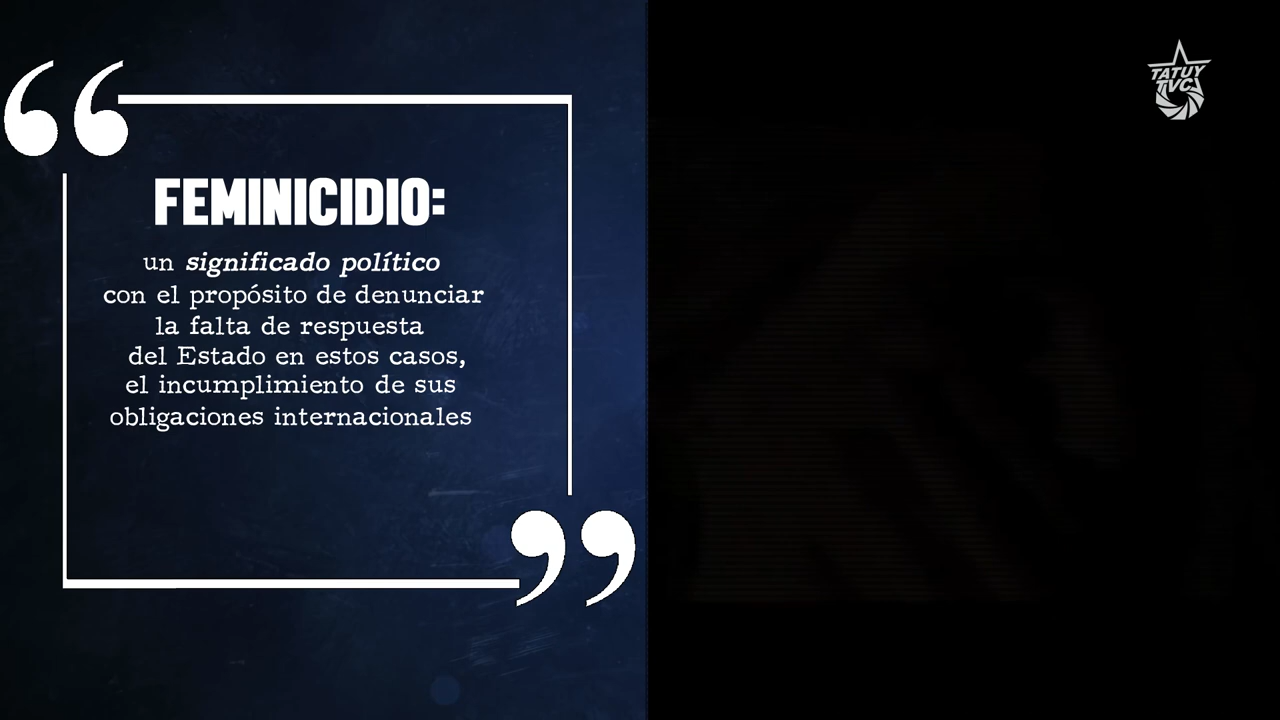 FEMINICIDIO:
un significado político
con el propósito de denunciar
la falta de respuesta
del Estado en estos casos,
el incumplimiento de sus
obligaciones internacionales
TATUY
TVC